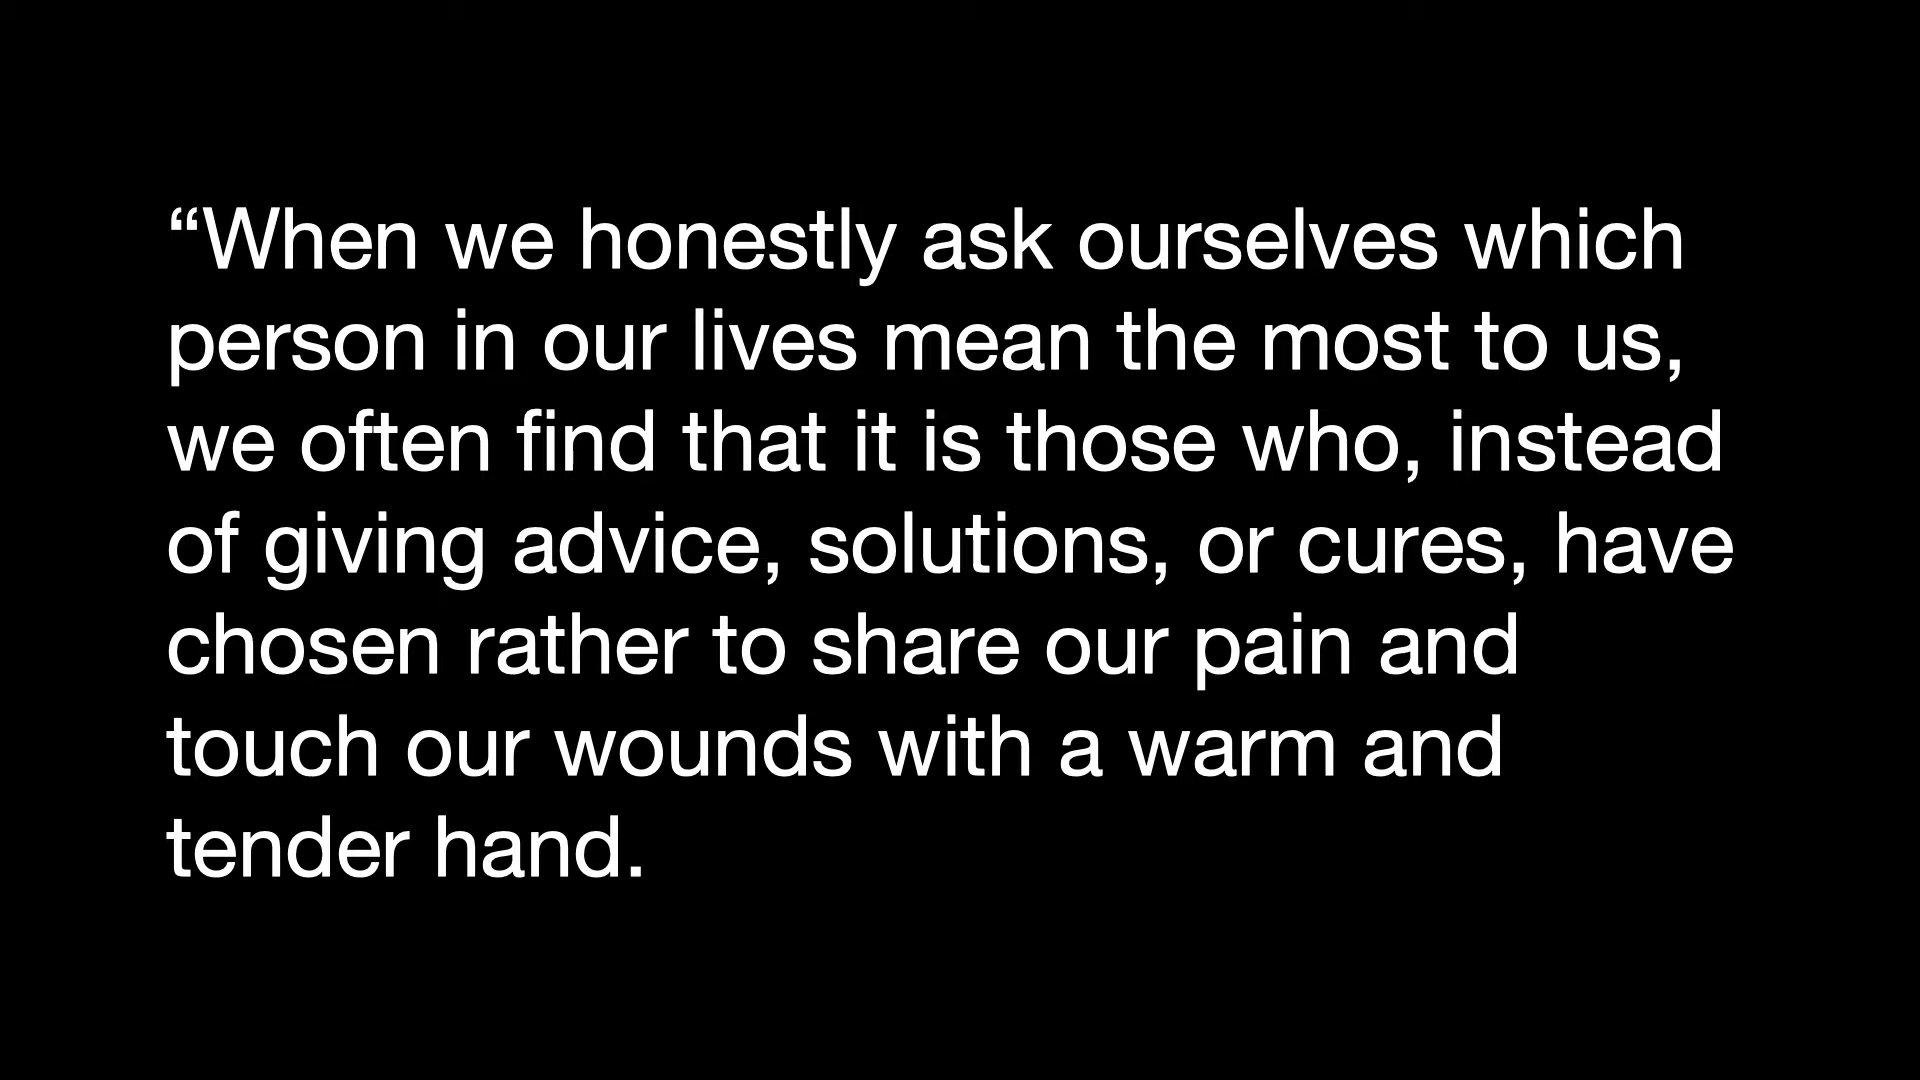 “When we honestly ask ourselves which
person in our lives mean the most to us,
we often find that it is those who, instead
of giving advice, solutions, or cures, have
chosen rather to share our pain and
touch our wounds with a warm and
tender hand.